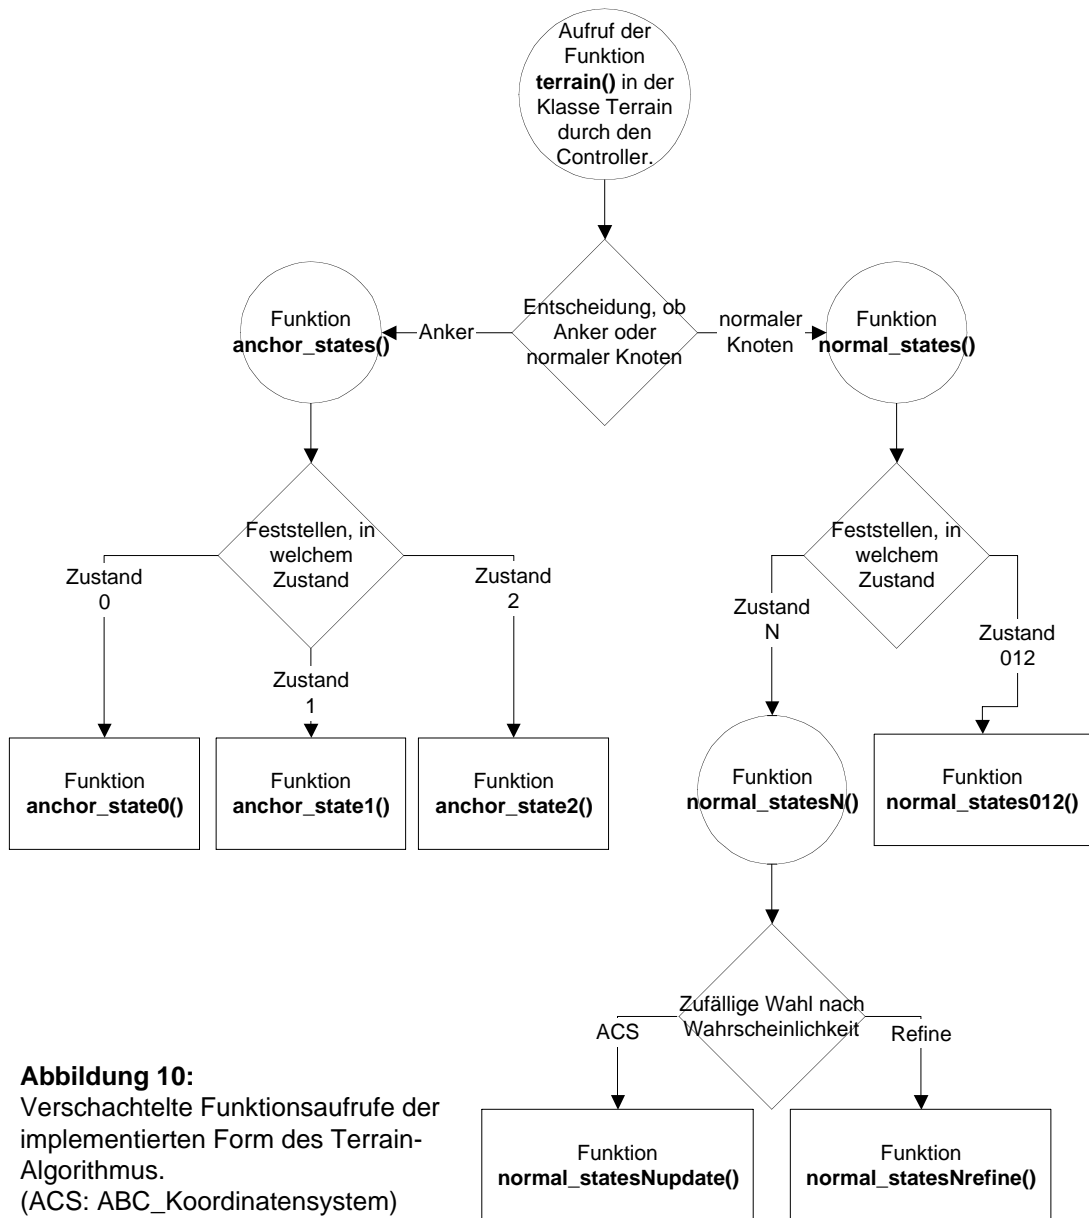 Aufruf der
Funktion
terrain() in der
Klasse Terrain
durch den
Controller.
Entscheidung, ob
Anker oder
normaler Knoten
Anker
normaler
Knoten
Funktion
anchor_states()
Funktion
normal_states()
Feststellen, in
welchem
Zustand
Zustand
0
Zustand
1
Zustand
2
Feststellen, in
welchem
Zustand
Zustand
N
Zustand
012
Funktion
anchor_state0()
Funktion
anchor_state1()
Funktion
anchor_state2()
Funktion
normal_statesN()
Funktion
normal_states012()
Zufällige Wahl nach
Wahrscheinlichkeit
ACS
Refine
Funktion
normal_statesNupdate()
Funktion
normal_statesNrefine()
Abbildung 10:
Verschachtelte Funktionsaufrufe der
implementierten Form des Terrain-
Algorithmus.
(ACS: ABC_Koordinatensystem)